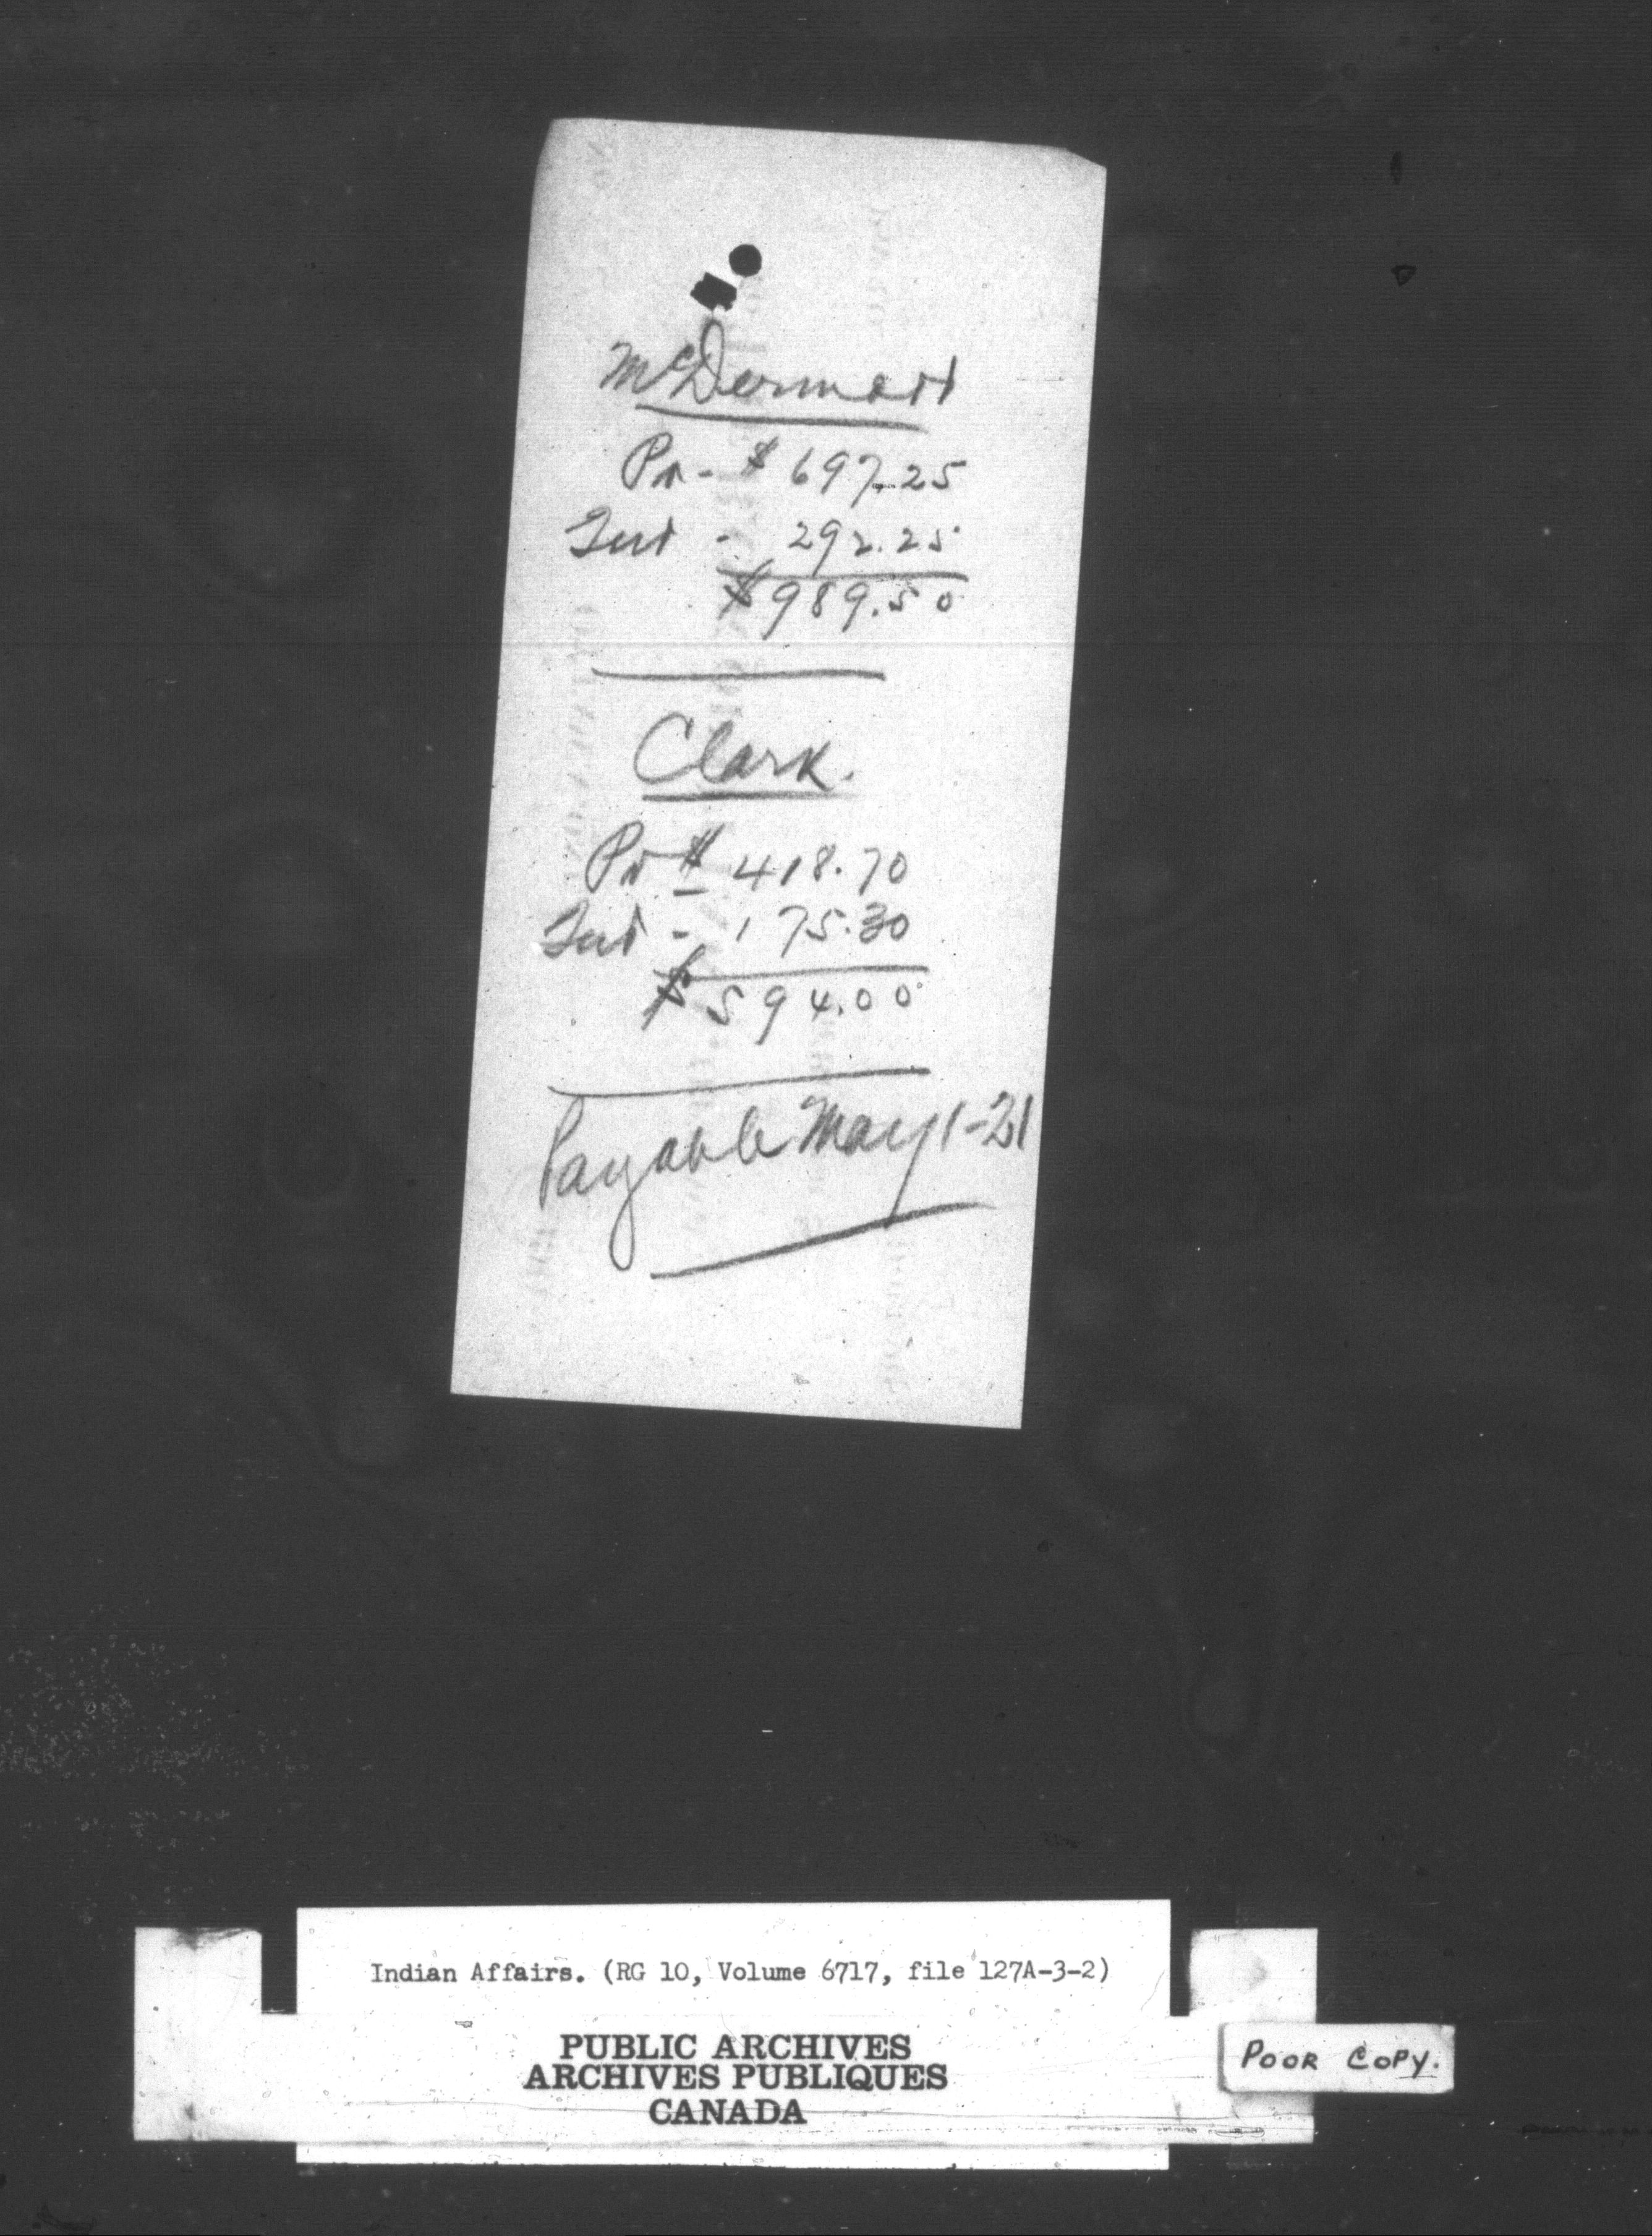 McDermott
Pr - $ 697.25
Int - 292.25
$989.50
Clark.
Pr $ 418.70
Int - 175.30
$594.00
Payable May 1-21
Indian Affairs. (RG 10, Volume 6717, file 127A-3-2)
PUBLIC ARCHIVES
ARCHIVES PUBLIQUES
CANADA
POOR COPY.